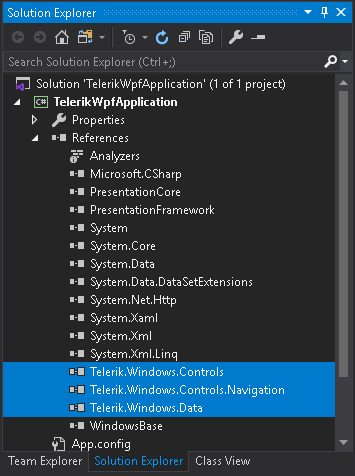 Solution Explorer
Search Solution Explorer (Ctrl+;)
Solution 'TelerikWpfApplication' (1 of 1 project)
C# TelerikWpfApplication
Properties
References
Analyzers
Microsoft.CSharp
PresentationCore
PresentationFramework
System
System.Core
System.Data
System.Data.DataSetExtensions
System.Net.Http
System.Xaml
System.Xml
System.Xml.Linq
Telerik.Windows.Controls
Telerik.Windows.Controls.Navigation
Telerik.Windows.Data
WindowsBase
App.config
Team Explorer Solution Explorer Class View